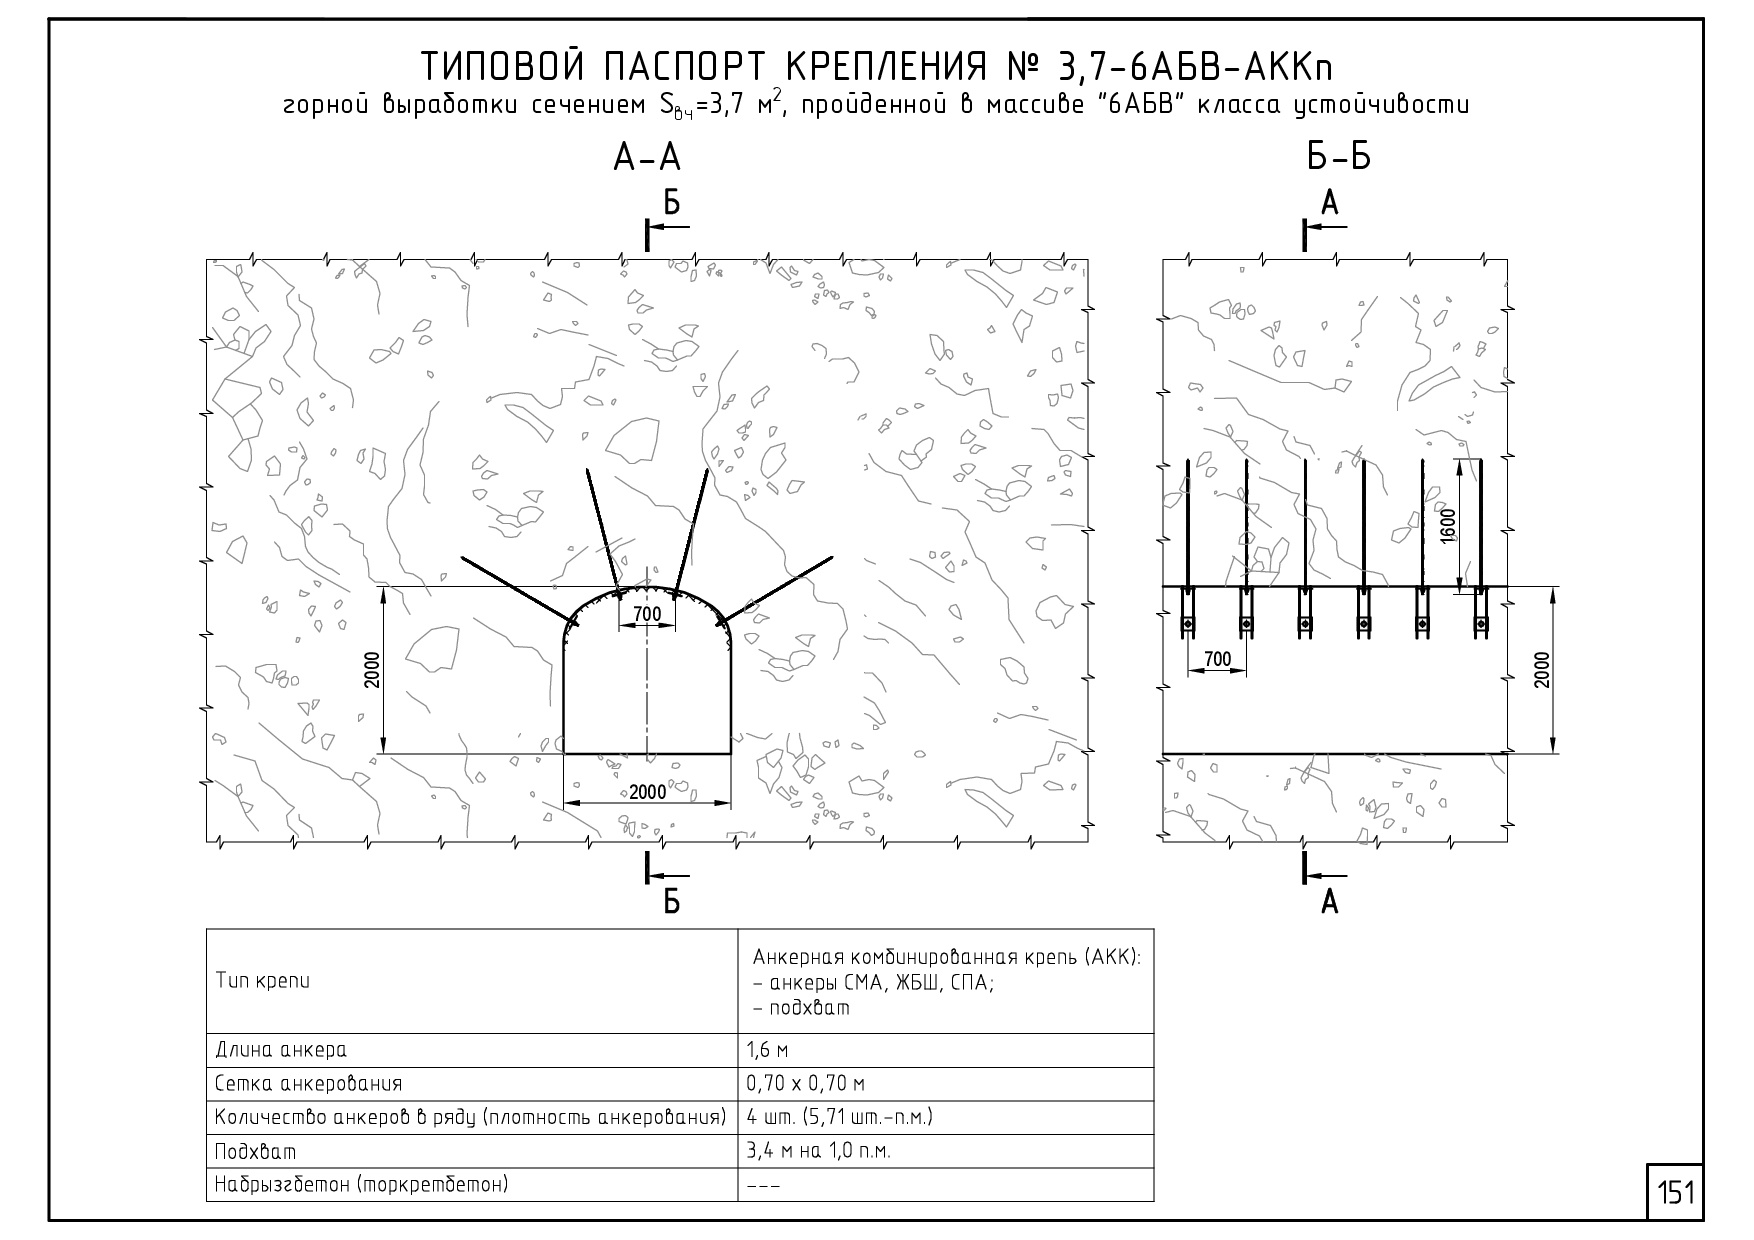 ТИПОВОЙ ПАСПОРТ КРЕПЛЕНИЯ № 3,7-6АБВ-АККп
горной выработки сечением Sвч=3,7 м², пройденной в массиве "6АБВ" класса устойчивости
А-А
Б-Б
Б
А
1600
700
700
2000
2000
2000
Б
А
Тип крепи
Анкерная комбинированная крепь (АКК):
- анкеры СМА, ЖБШ, СПА;
- подхват
Длина анкера
1,6 м
Сетка анкерования
0,70 х 0,70 м
Количество анкеров в ряду (плотность анкерования)
4 шт. (5,71 шт.-п.м.)
Подхват
3,4 м на 1,0 п.м.
Набрызгбетон (торкретбетон)
---
151